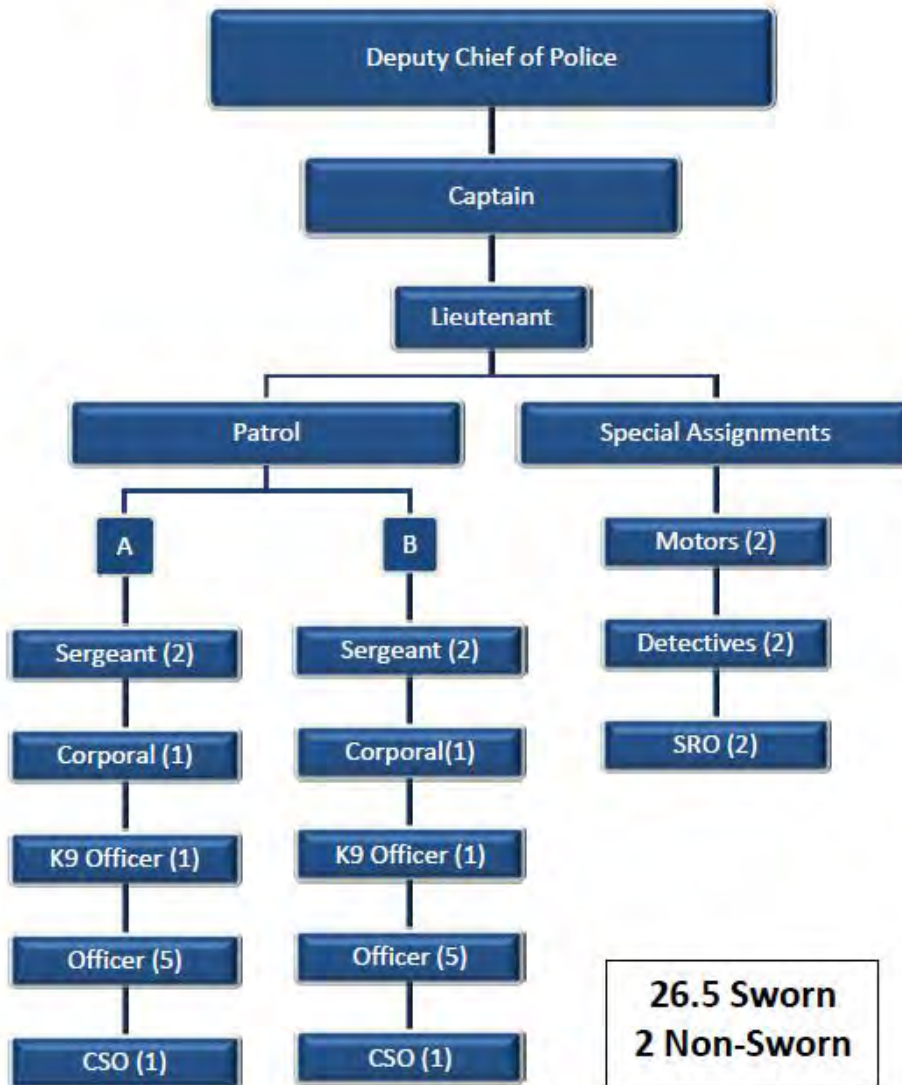 Deputy Chief of Police
Captain
Lieutenant
Patrol
Special Assignments
A
B
Motors (2)
Sergeant (2)
Sergeant (2)
Detectives (2)
Corporal (1)
Corporal(1)
SRO (2)
K9 Officer (1)
K9 Officer (1)
Officer (5)
Officer (5)
CSO (1)
CSO (1)
26.5 Sworn
2 Non-Sworn